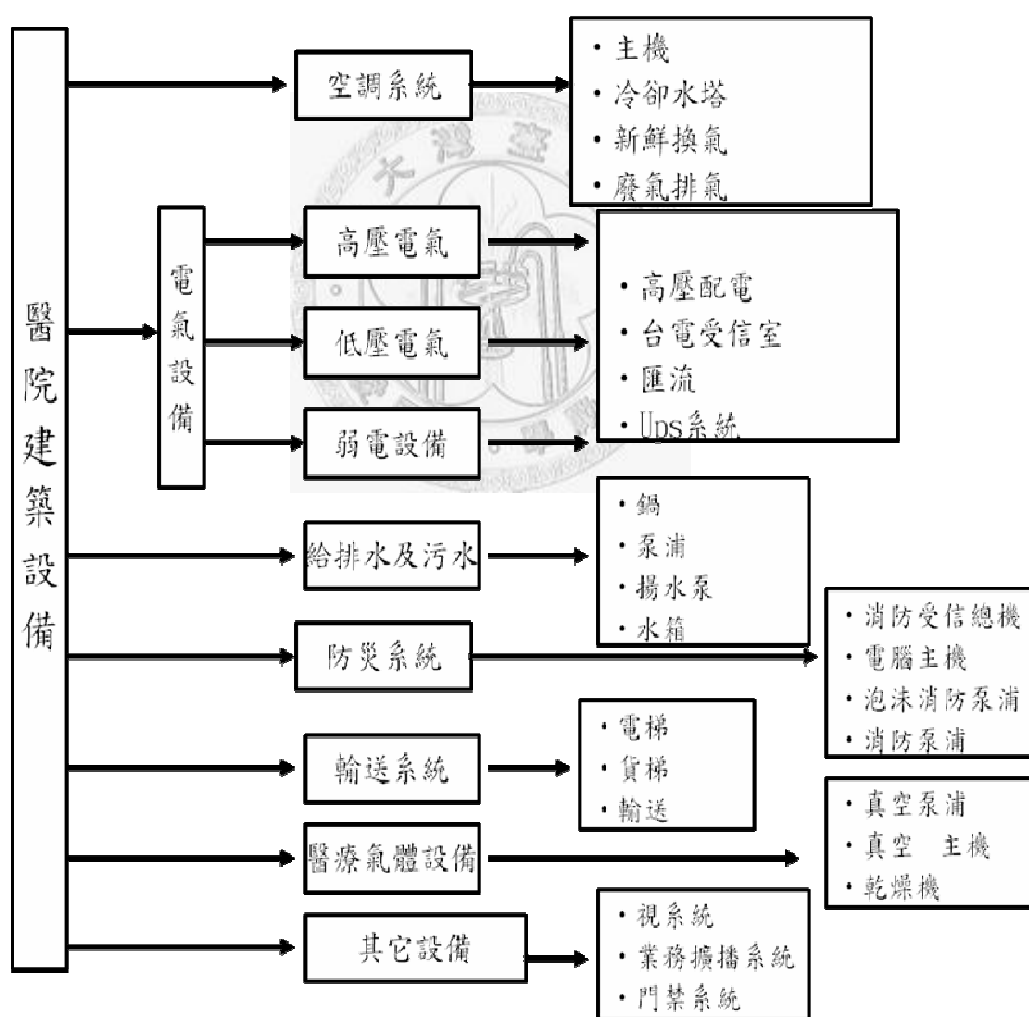 醫院建築設備
空調系統
・主機
・冷卻水塔
・新鮮換氣
・廢氣排氣
電氣設備
高壓電氣
低壓電氣
弱電設備
・高壓配電
・台電受信室
・匯流
・Ups系統
給排水及污水
・鍋
・泵浦
・揚水泵
・水箱
防災系統
・消防受信總機
・電腦主機
・泡沫消防泵浦
・消防泵浦
輸送系統
・電梯
・貨梯
・輸送
醫療氣體設備
・真空泵浦
・真空 主機
・乾燥機
其它設備
・視系統
・業務擴播系統
・門禁系統